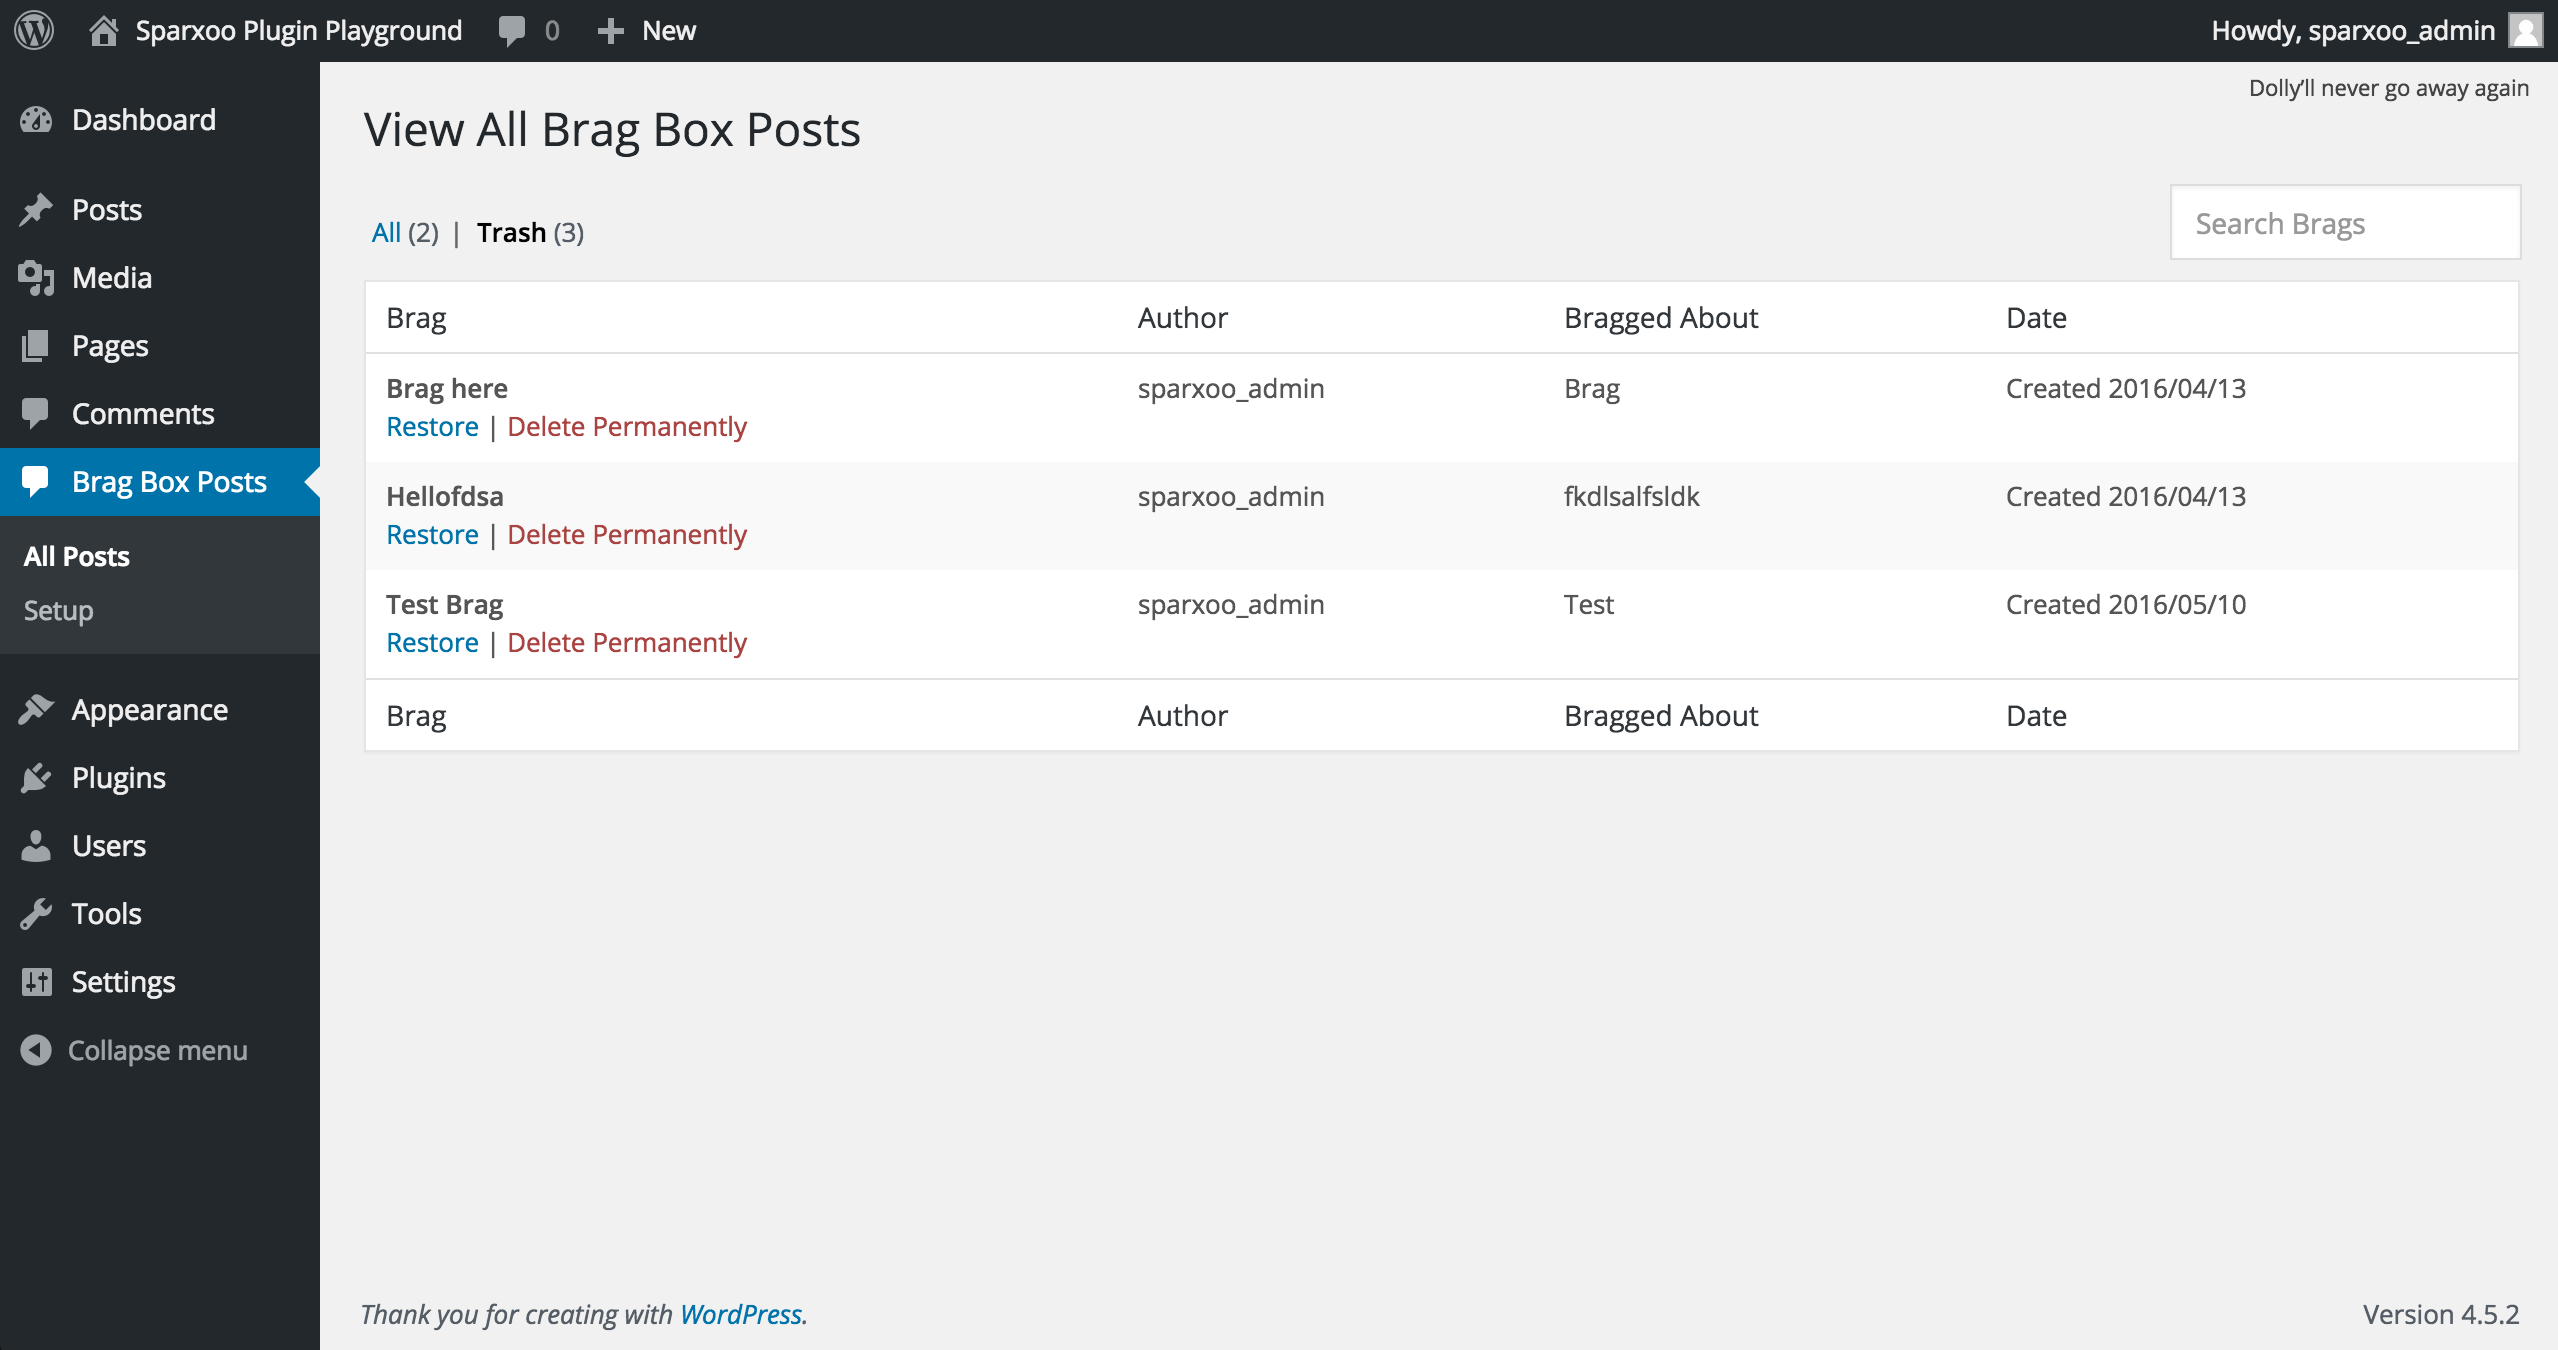 Sparxoo Plugin Playground 0 New Howdy, sparxoo_admin
Dolly’ll never go away again
Dashboard
Posts
Media
Pages
Comments
Brag Box Posts
All Posts
Setup
Appearance
Plugins
Users
Tools
Settings
Collapse menu
View All Brag Box Posts
All (2) | Trash (3)
Search Brags
Brag Author Bragged About Date
Brag here sparxoo_admin Brag Created 2016/04/13
Restore | Delete Permanently
Hellofdsa sparxoo_admin fkdlsalfsldk Created 2016/04/13
Restore | Delete Permanently
Test Brag sparxoo_admin Test Created 2016/05/10
Restore | Delete Permanently
Brag Author Bragged About Date
Thank you for creating with WordPress. Version 4.5.2